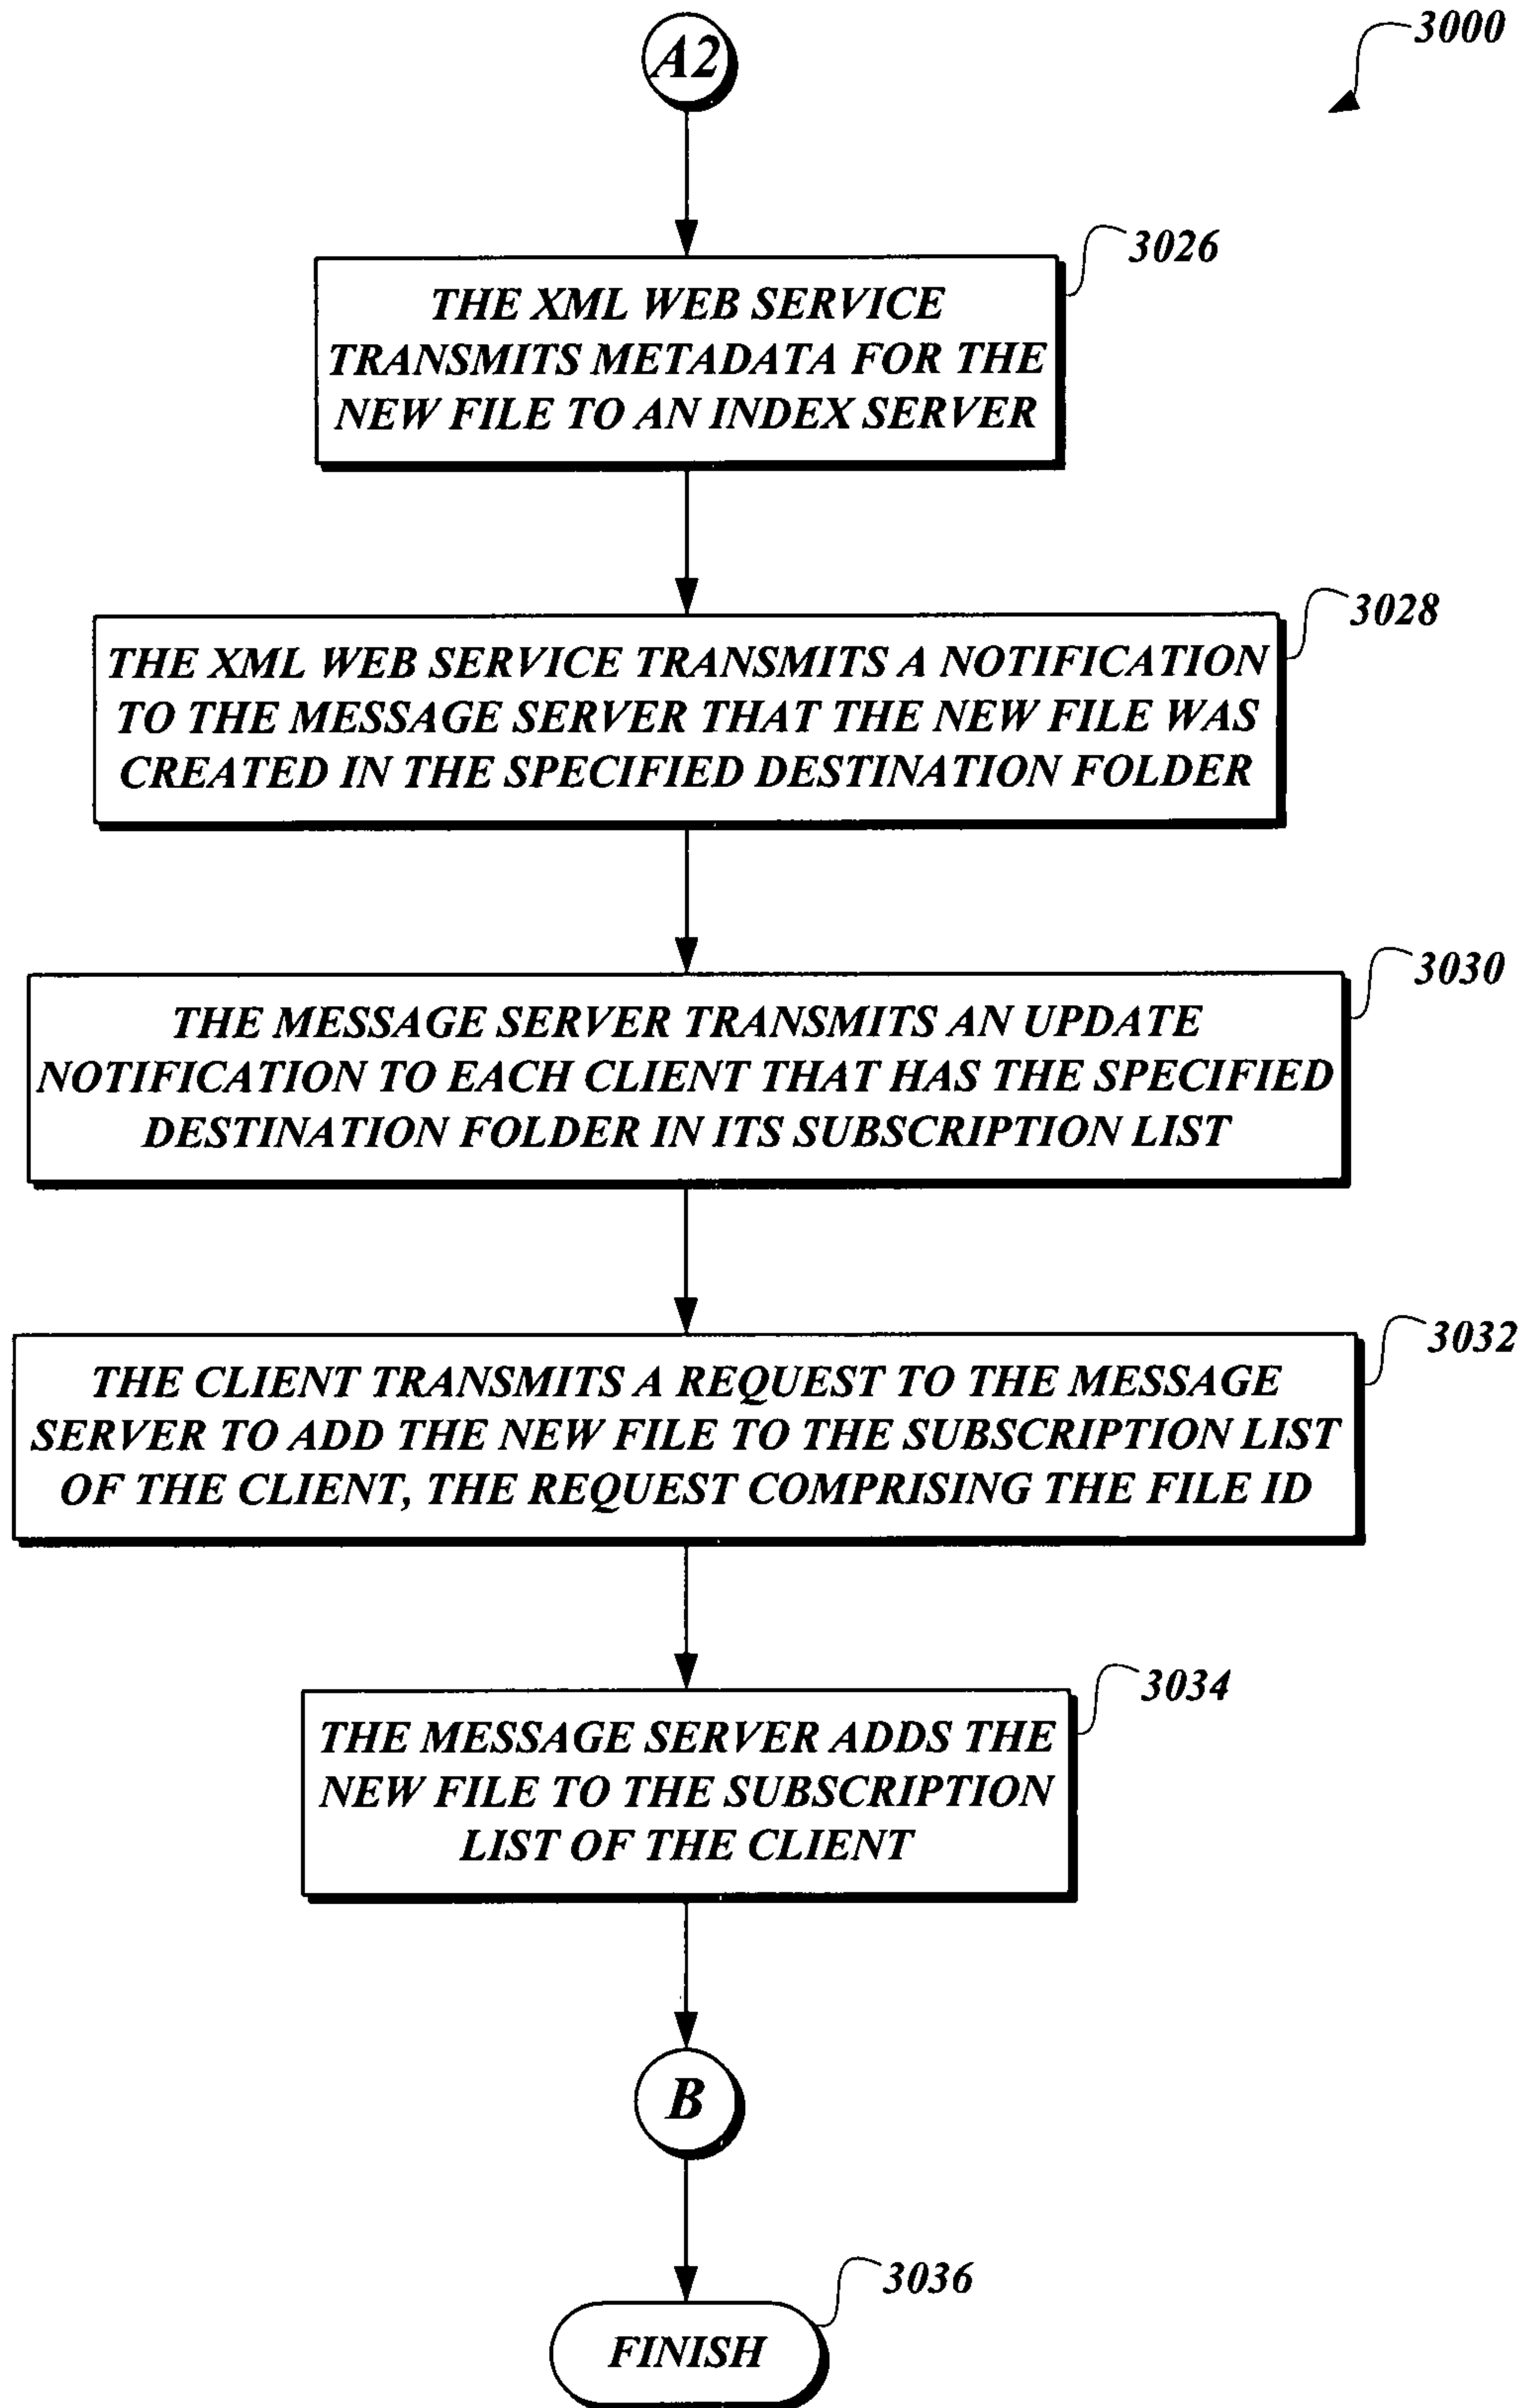 A2
3000
3026
THE XML WEB SERVICE
TRANSMITS METADATA FOR THE
NEW FILE TO AN INDEX SERVER
3028
THE XML WEB SERVICE TRANSMITS A NOTIFICATION
TO THE MESSAGE SERVER THAT THE NEW FILE WAS
CREATED IN THE SPECIFIED DESTINATION FOLDER
3030
THE MESSAGE SERVER TRANSMITS AN UPDATE
NOTIFICATION TO EACH CLIENT THAT HAS THE SPECIFIED
DESTINATION FOLDER IN ITS SUBSCRIPTION LIST
3032
THE CLIENT TRANSMITS A REQUEST TO THE MESSAGE
SERVER TO ADD THE NEW FILE TO THE SUBSCRIPTION LIST
OF THE CLIENT, THE REQUEST COMPRISING THE FILE ID
3034
THE MESSAGE SERVER ADDS THE
NEW FILE TO THE SUBSCRIPTION
LIST OF THE CLIENT
B
3036
FINISH